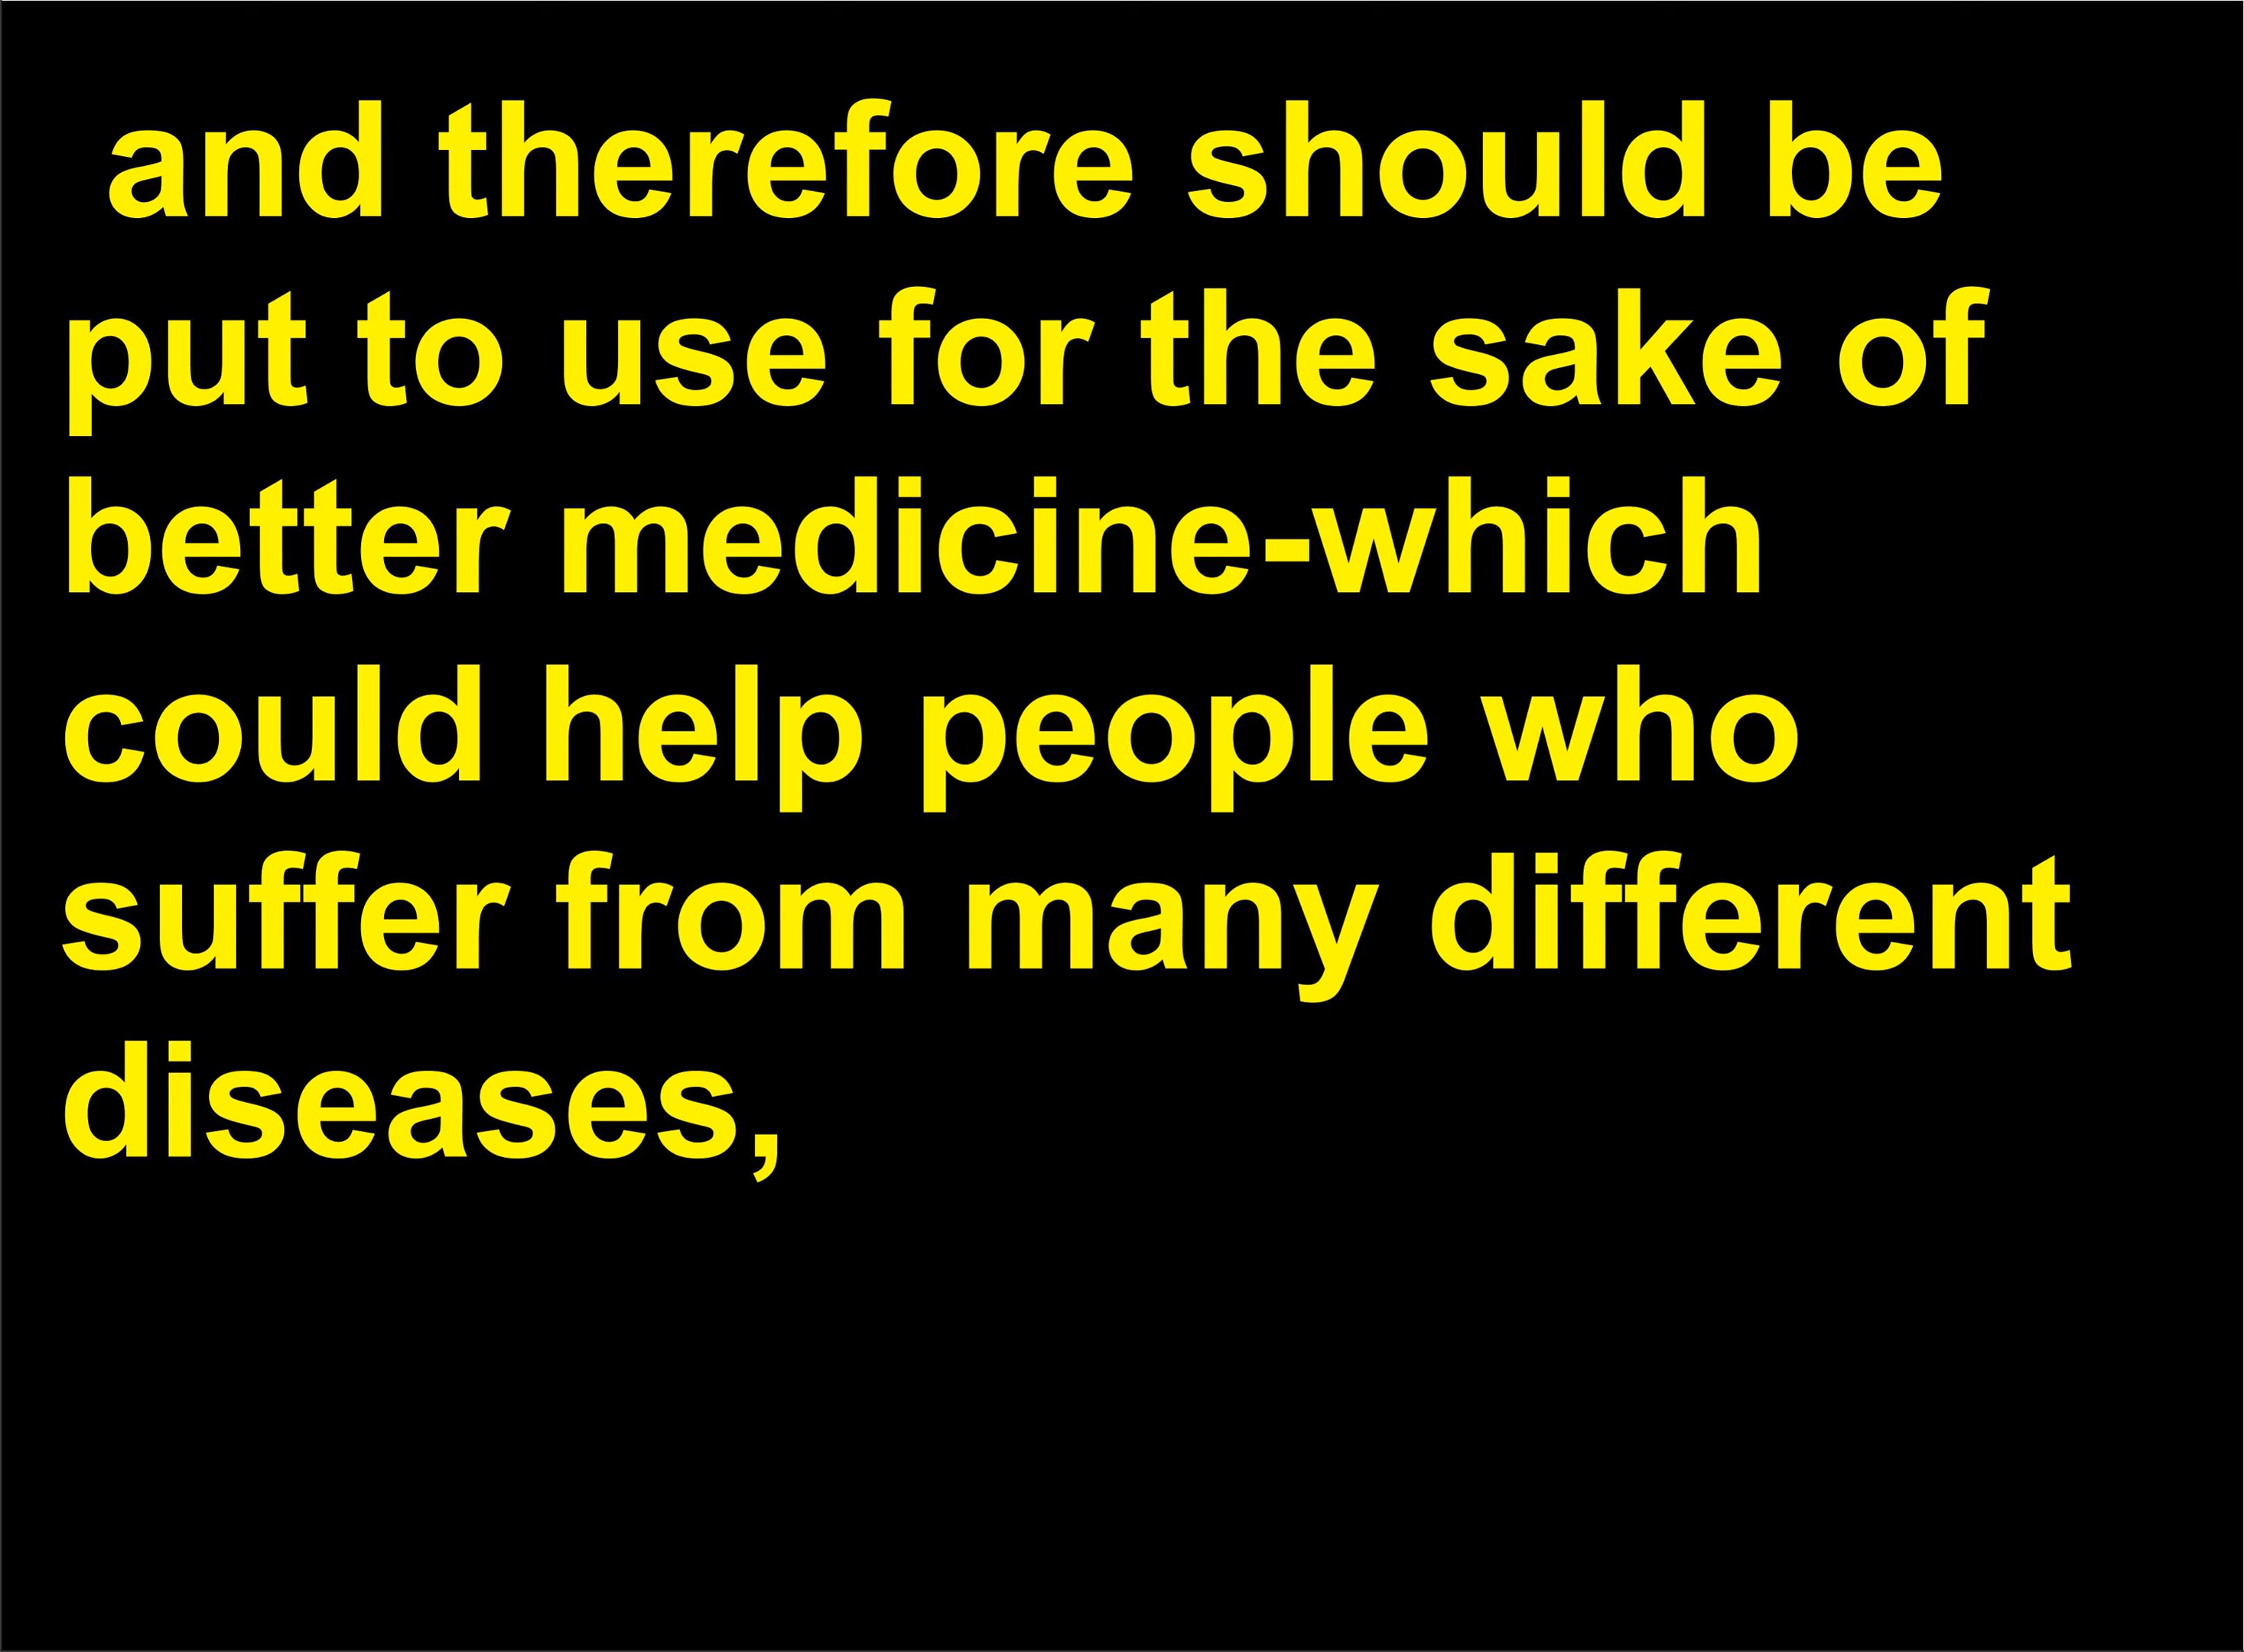 and therefore should be
put to use for the sake of
better medicine-which
could help people who
suffer from many different
diseases,